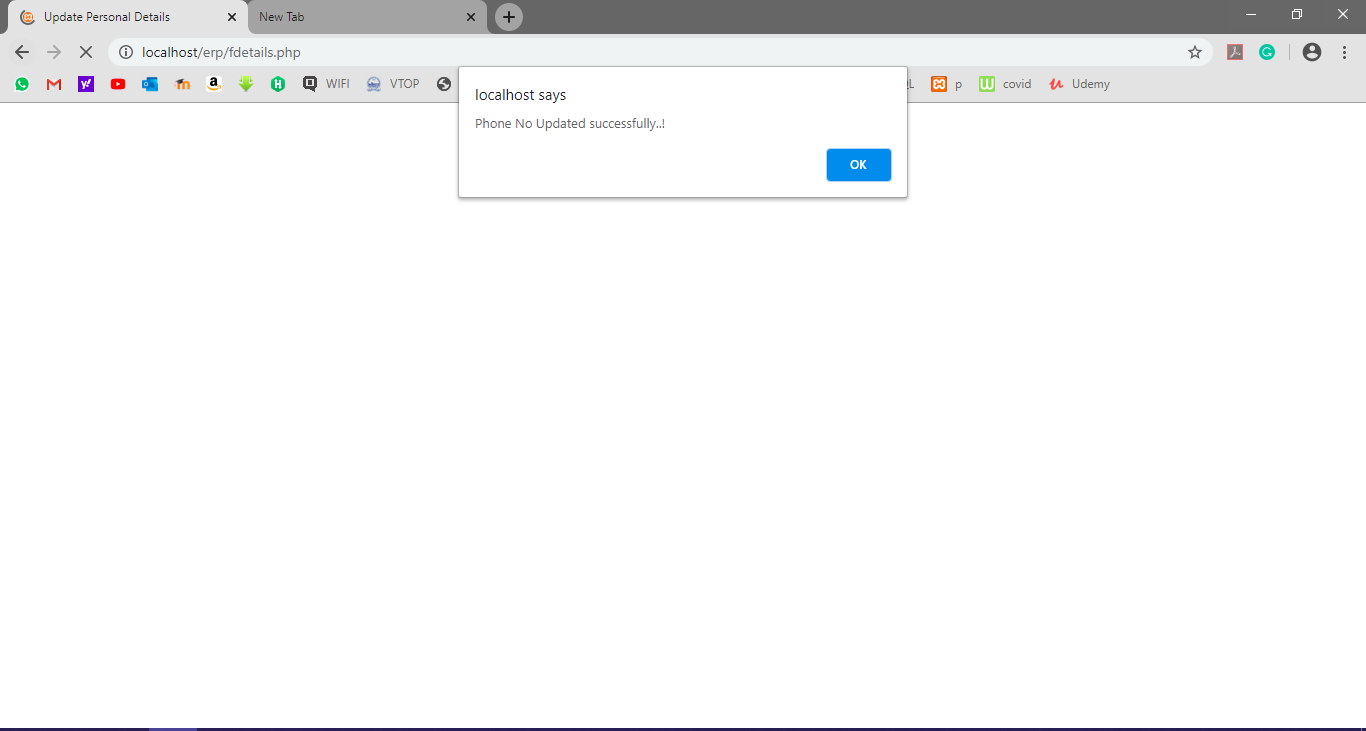 Update Personal Details
New Tab
localhost/erp/fdetails.php
WIFI
VTOP
p
covid
Udemy
localhost says
Phone No Updated successfully..!
OK